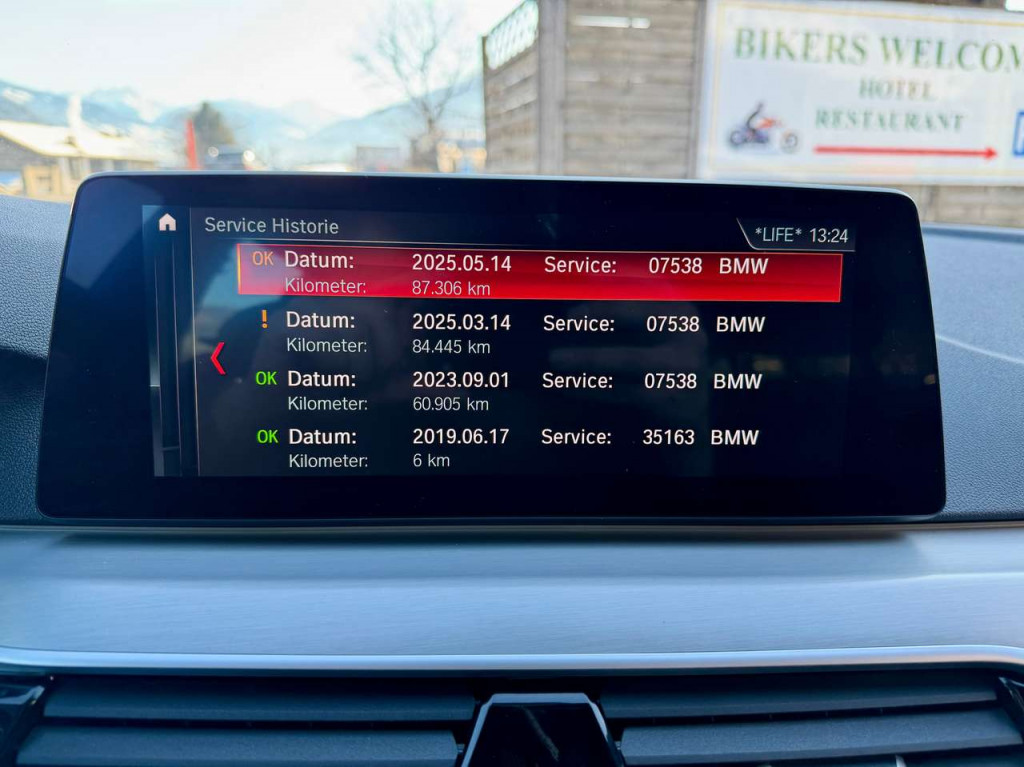 BIKERS WELCOM
HOTEL
RESTAURANT
Service Historie
*LIFE* 13:24
OK Datum: 2025.05.14 Service: 07538 BMW
Kilometer: 87.306 km
! Datum: 2025.03.14 Service: 07538 BMW
Kilometer: 84.445 km
OK Datum: 2023.09.01 Service: 07538 BMW
Kilometer: 60.905 km
OK Datum: 2019.06.17 Service: 35163 BMW
Kilometer: 6 km